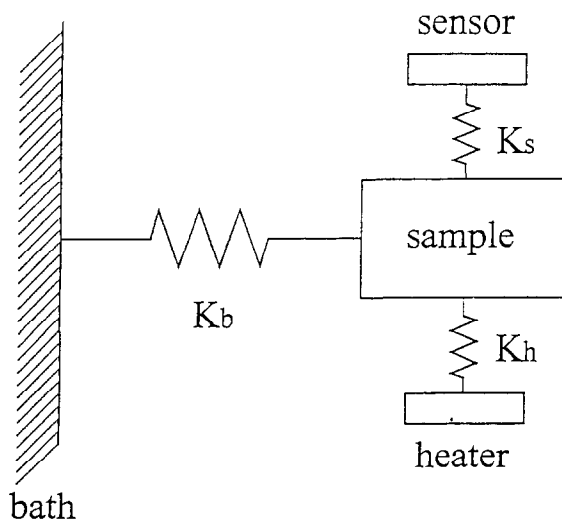 sensor
Ks
sample
Kb
Kh
heater
bath